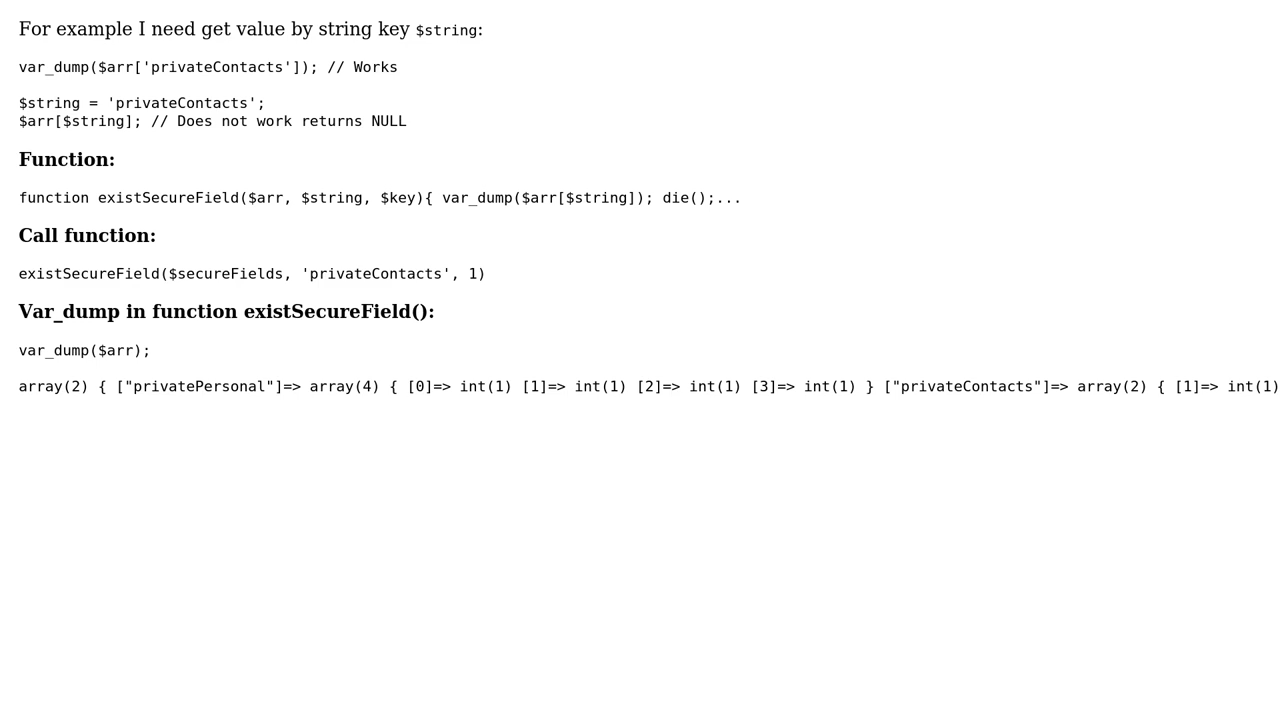 For example I need get value by string key $string:
var_dump($arr['privateContacts']); // Works
$string = 'privateContacts';
$arr[$string]; // Does not work returns NULL
Function:
function existSecureField($arr, $string, $key){ var_dump($arr[$string]); die();...
Call function:
existSecureField($secureFields, 'privateContacts', 1)
Var_dump in function existSecureField():
var_dump($arr);
array(2) { ["privatePersonal"]=> array(4) { [0]=> int(1) [1]=> int(1) [2]=> int(1) [3]=> int(1) } ["privateContacts"]=> array(2) { [1]=> int(1)